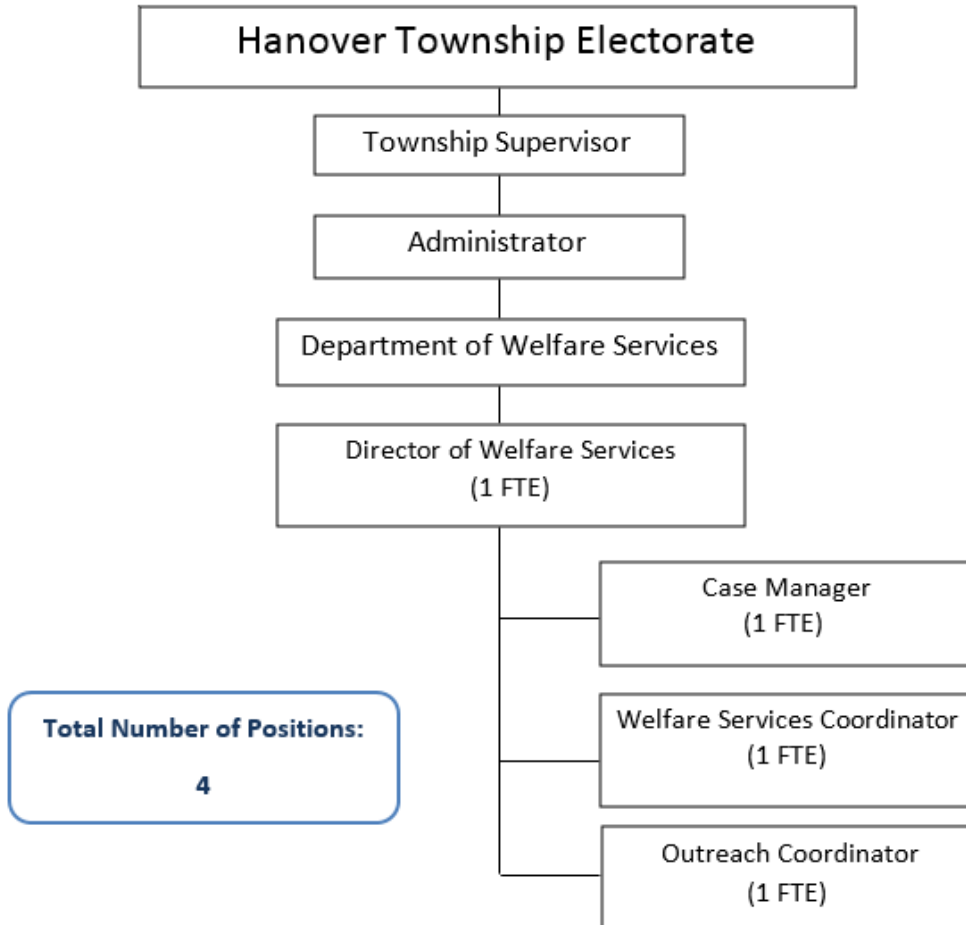 Hanover Township Electorate
Township Supervisor
Administrator
Department of Welfare Services
Director of Welfare Services
(1 FTE)
Case Manager
(1 FTE)
Total Number of Positions:
4
Welfare Services Coordinator
(1 FTE)
Outreach Coordinator
(1 FTE)